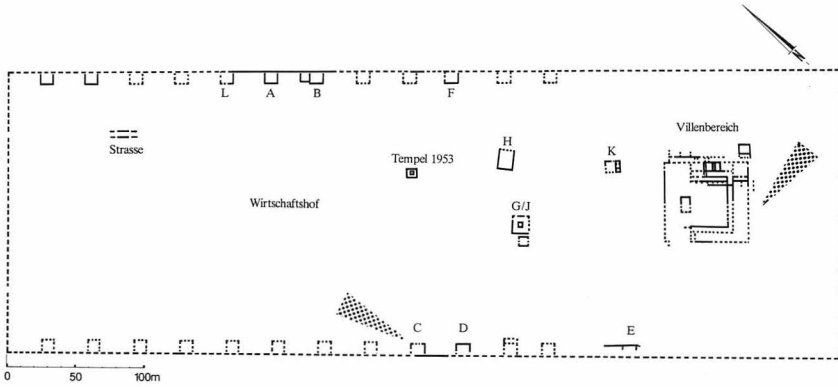 L A B F
Villenbereich
H K
Strasse
Tempel 1953
Wirtschaftshof
G/J
C D E
0 50 100m